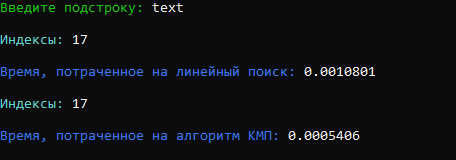 Введите подстроку: text
Индексы: 17
Время, потраченное на линейный поиск: 0.0010801
Индексы: 17
Время, потраченное на алгоритм КМП: 0.0005406